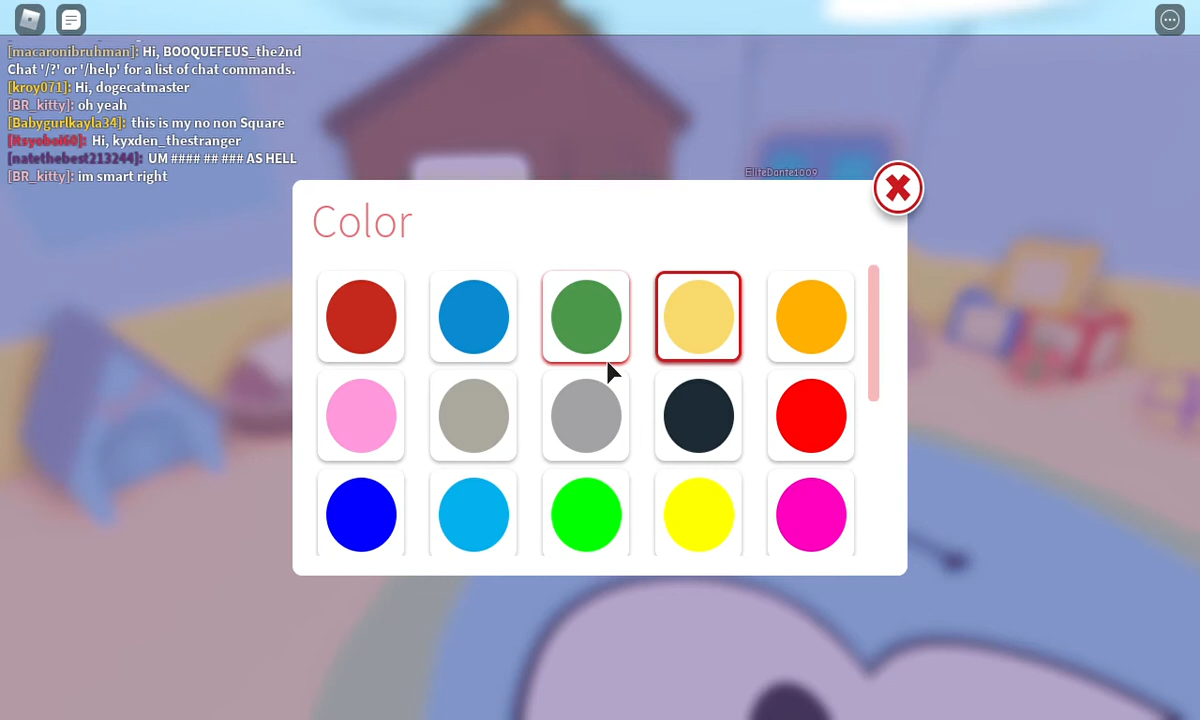 [macaronibruhman]: Hi, BOOQUEFEUS_the2nd
Chat '/?' or '/help' for a list of chat commands.
[kroy071]: Hi, dogecatmaster
[BR_kitty]: oh yeah
[Babygurlkayla34]: this is my no non Square
[Itsyoboi60]: Hi, kyxden_thestranger
[natethebest213244]: UM #### ## ### AS HELL
[BR_kitty]: im smart right
EliteDante1009
Color